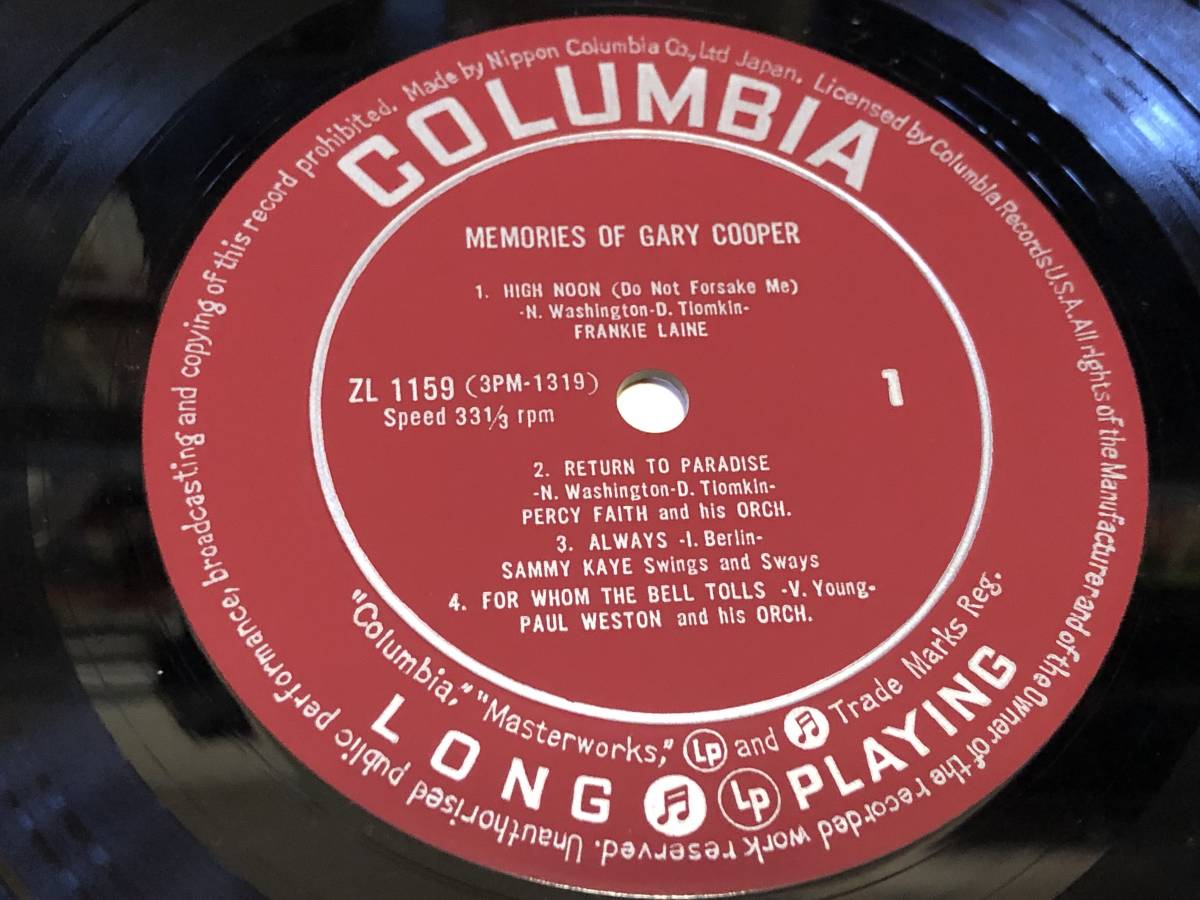 COLUMBIA
MEMORIES OF GARY COOPER
1. HIGH NOON (Do Not Forsake Me)
-N. Washington-D. Tiomkin-
FRANKIE LAINE
ZL 1159 (3PM-1319)
Speed 33 1/3 rpm
1
2. RETURN TO PARADISE
-N. Washington-D. Tiomkin-
PERCY FAITH and his ORCH.
3. ALWAYS -I. Berlin-
SAMMY KAYE Swings and Sways
4. FOR WHOM THE BELL TOLLS -V. Young-
PAUL WESTON and his ORCH.
"Columbia," "Masterworks," Lp and Trade Marks Reg.
LONG Lp PLAYING
Made by Nippon Columbia Co., Ltd Japan. Licensed by Columbia Records U.S.A. All rights of the Manufacturer and of the Owner of the recorded work reserved. Unauthorised public performance, broadcasting and copying of this record prohibited.